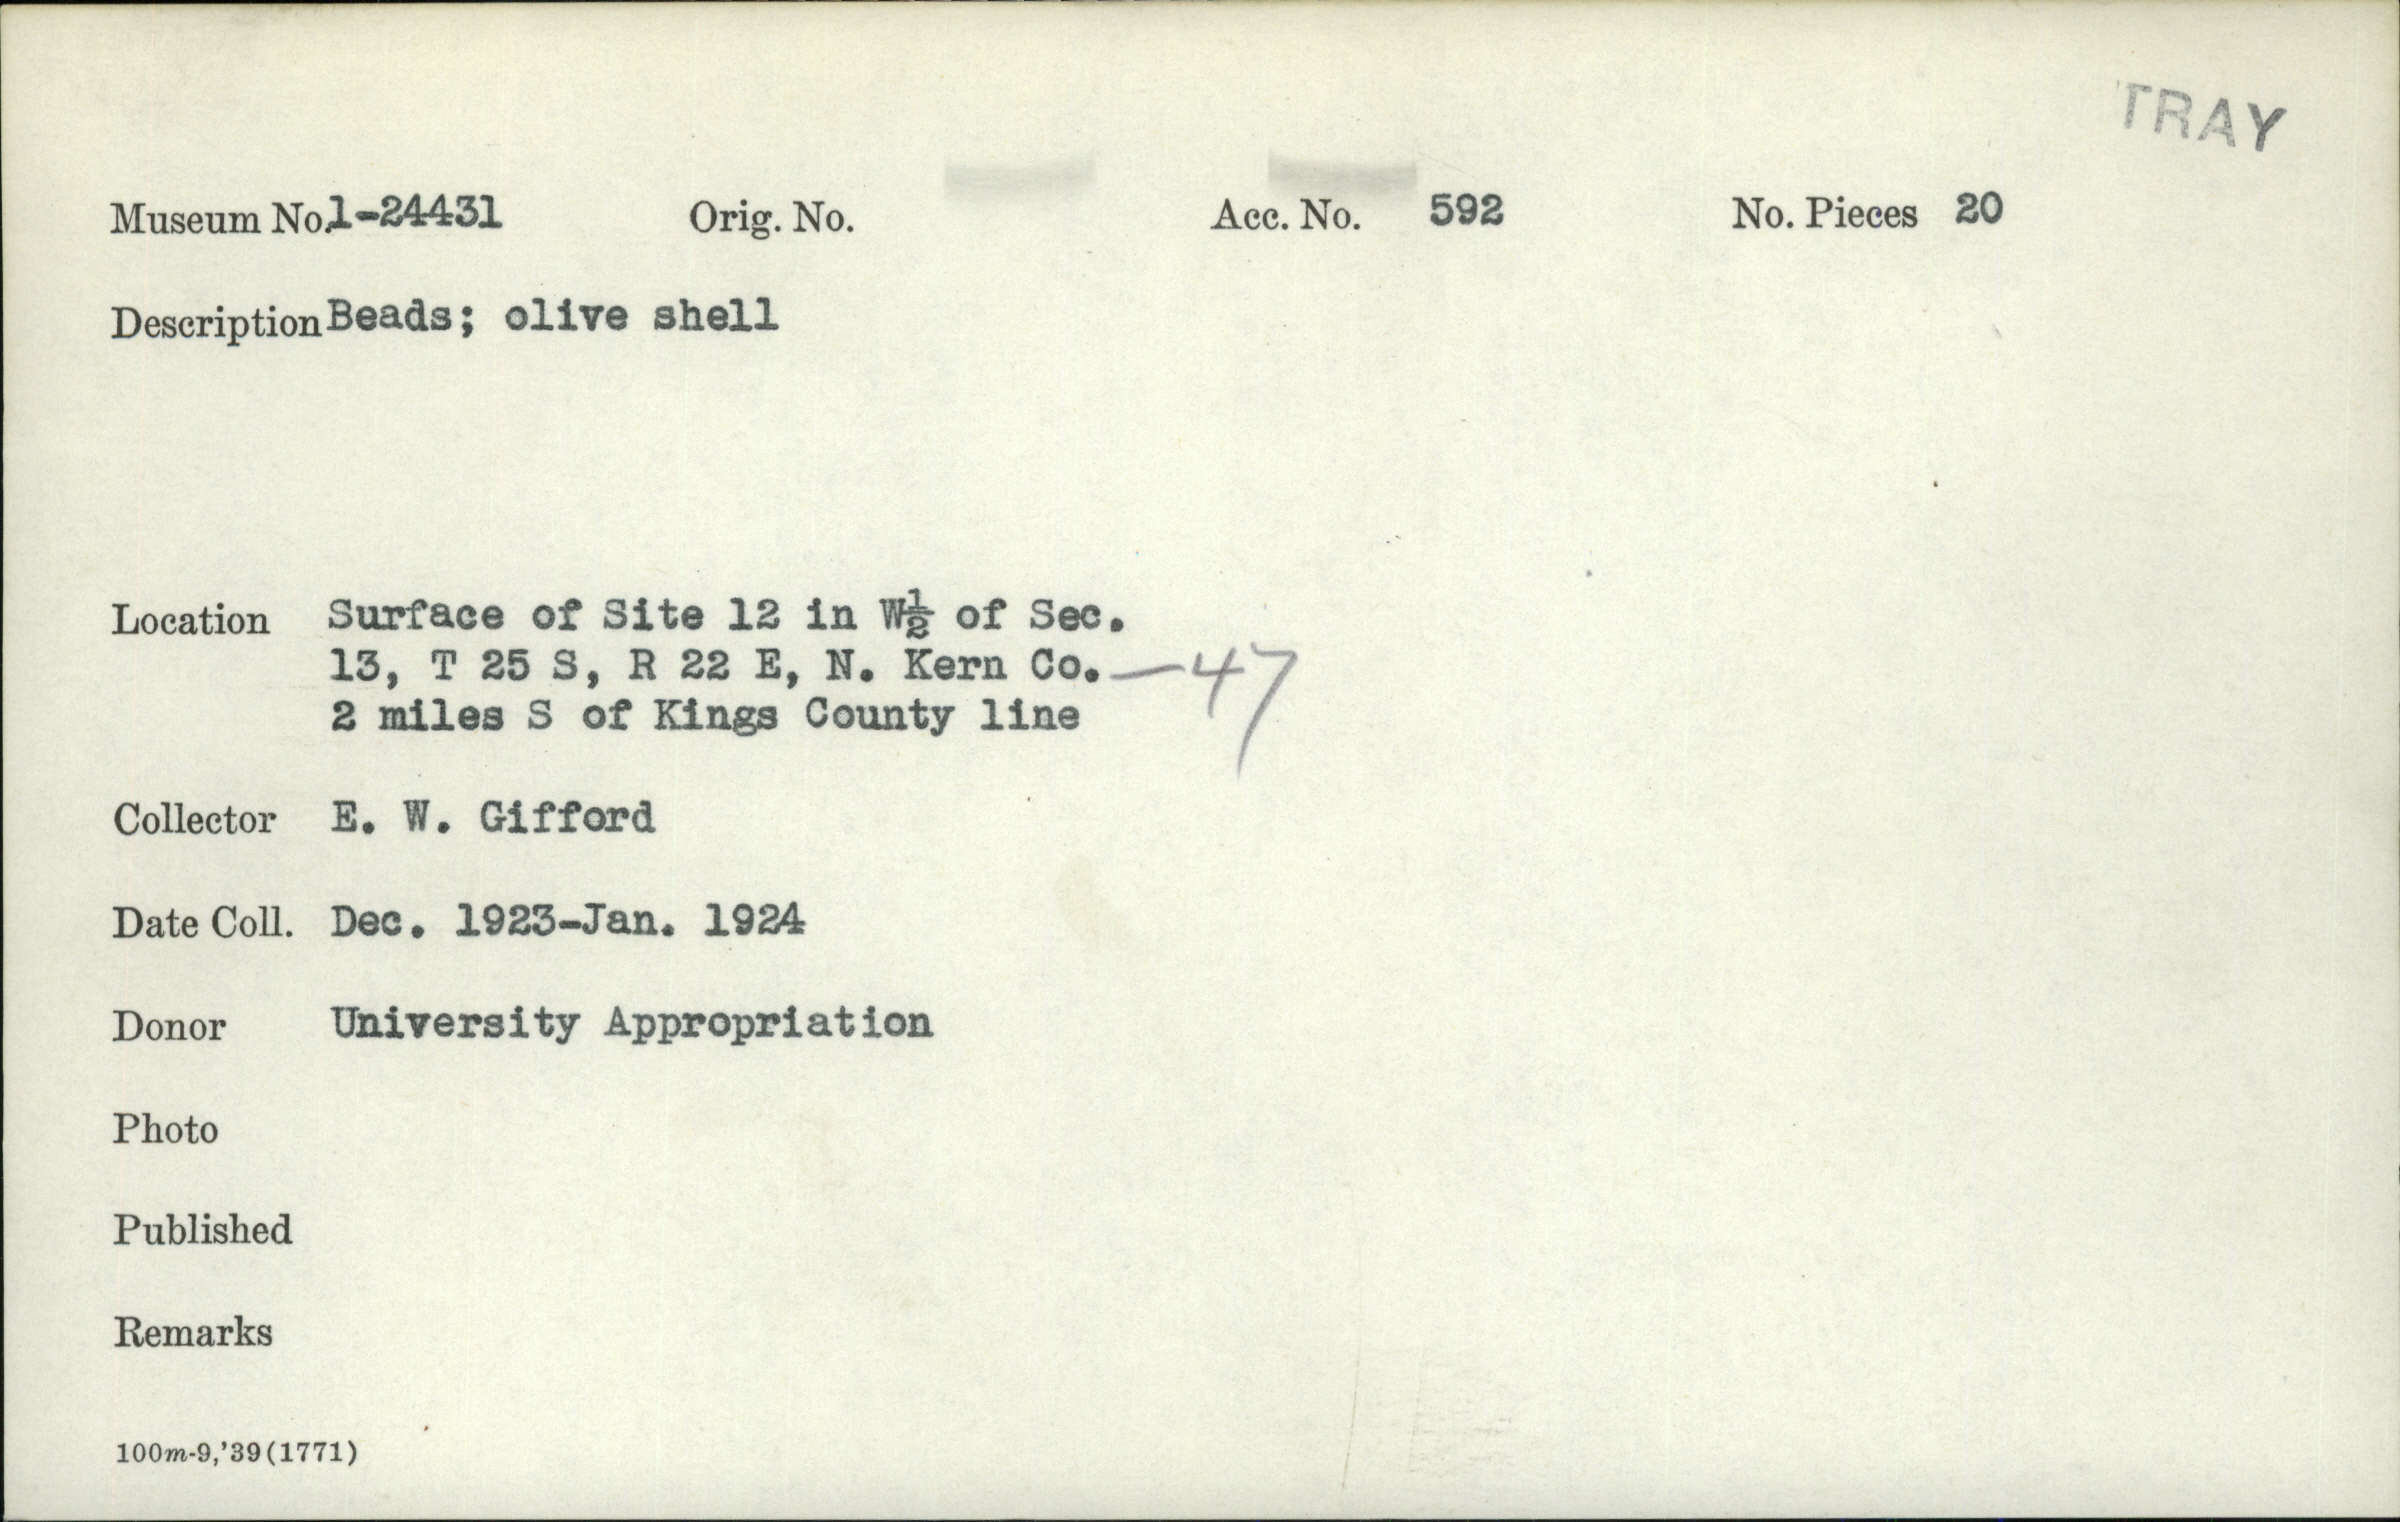 TRAY
Museum No. 1-24431 Orig. No. Acc. No. 592 No. Pieces 20
Description Beads; olive shell
Location Surface of Site 12 in W½ of Sec.
13, T 25 S, R 22 E, N. Kern Co. —47
2 miles S of Kings County line
Collector E. W. Gifford
Date Coll. Dec. 1923-Jan. 1924
Donor University Appropriation
Photo
Published
Remarks
100m-9,'39(1771)